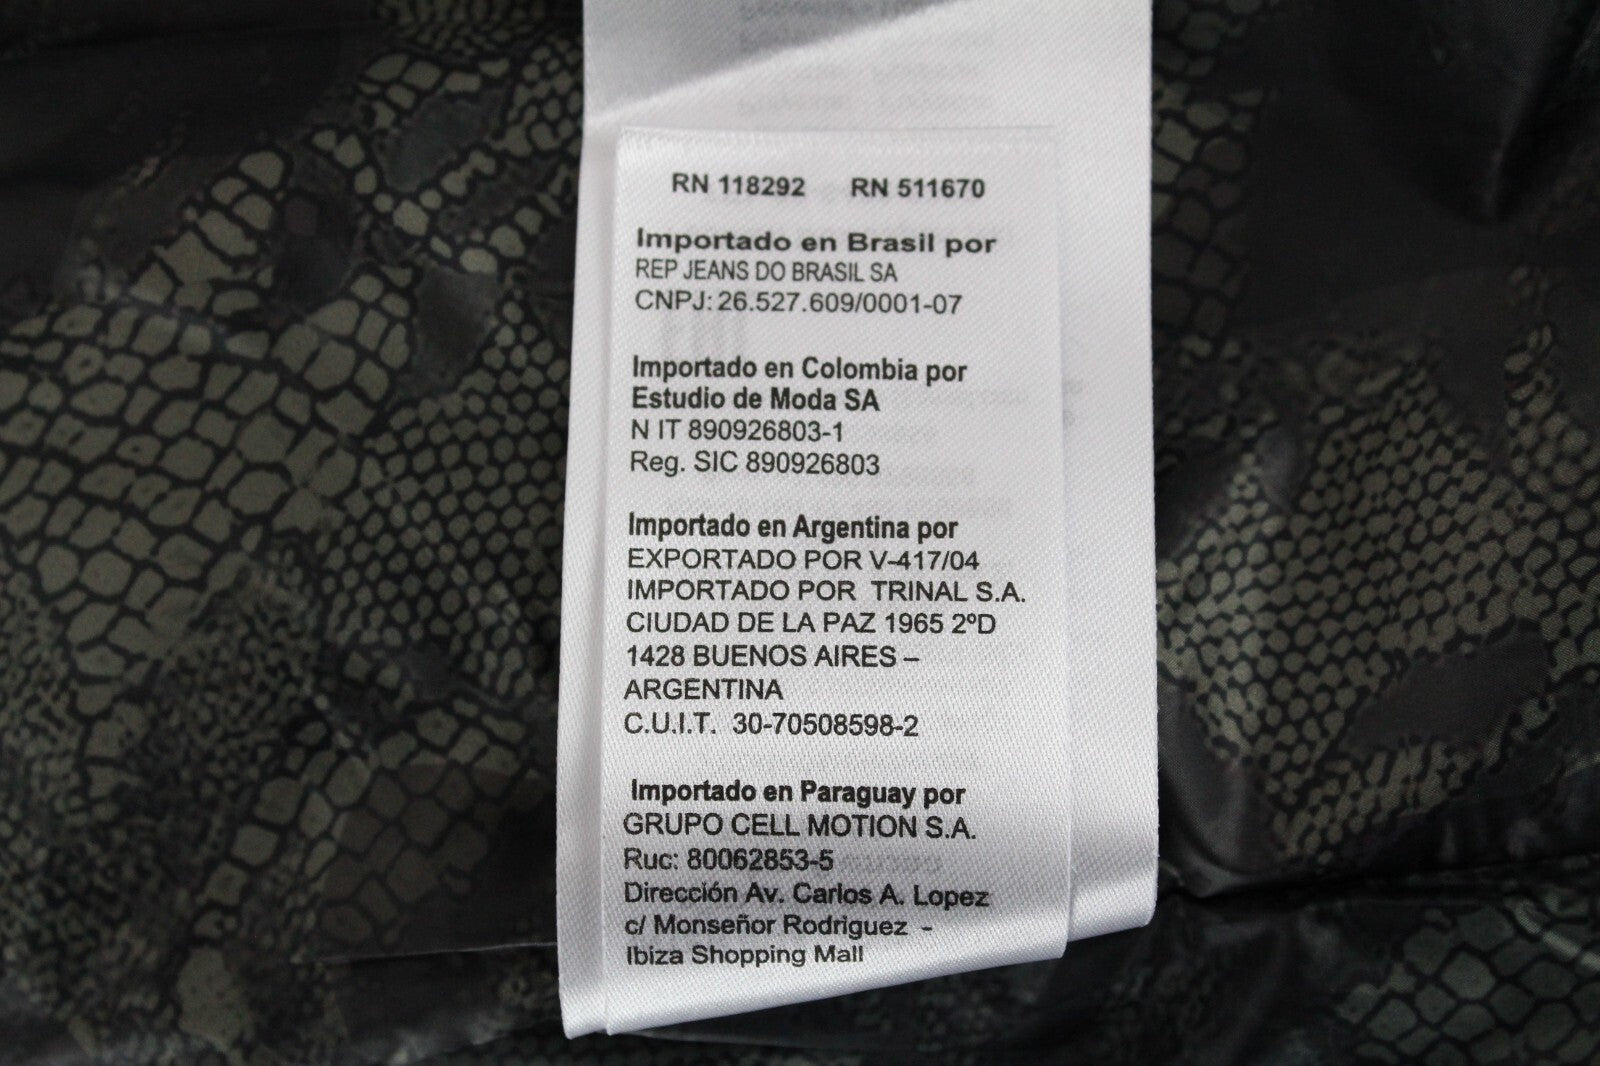 RN 118292 RN 511670
Importado en Brasil por
REP JEANS DO BRASIL SA
CNPJ: 26.527.609/0001-07
Importado en Colombia por
Estudio de Moda SA
N IT 890926803-1
Reg. SIC 890926803
Importado en Argentina por
EXPORTADO POR V-417/04
IMPORTADO POR TRINAL S.A.
CIUDAD DE LA PAZ 1965 2ºD
1428 BUENOS AIRES –
ARGENTINA
C.U.I.T. 30-70508598-2
Importado en Paraguay por
GRUPO CELL MOTION S.A.
Ruc: 80062853-5
Dirección Av. Carlos A. Lopez
c/ Monseñor Rodriguez -
Ibiza Shopping Mall